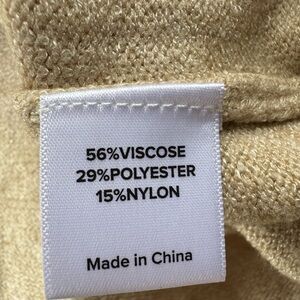 56%VISCOSE
29%POLYESTER
15%NYLON
Made in China